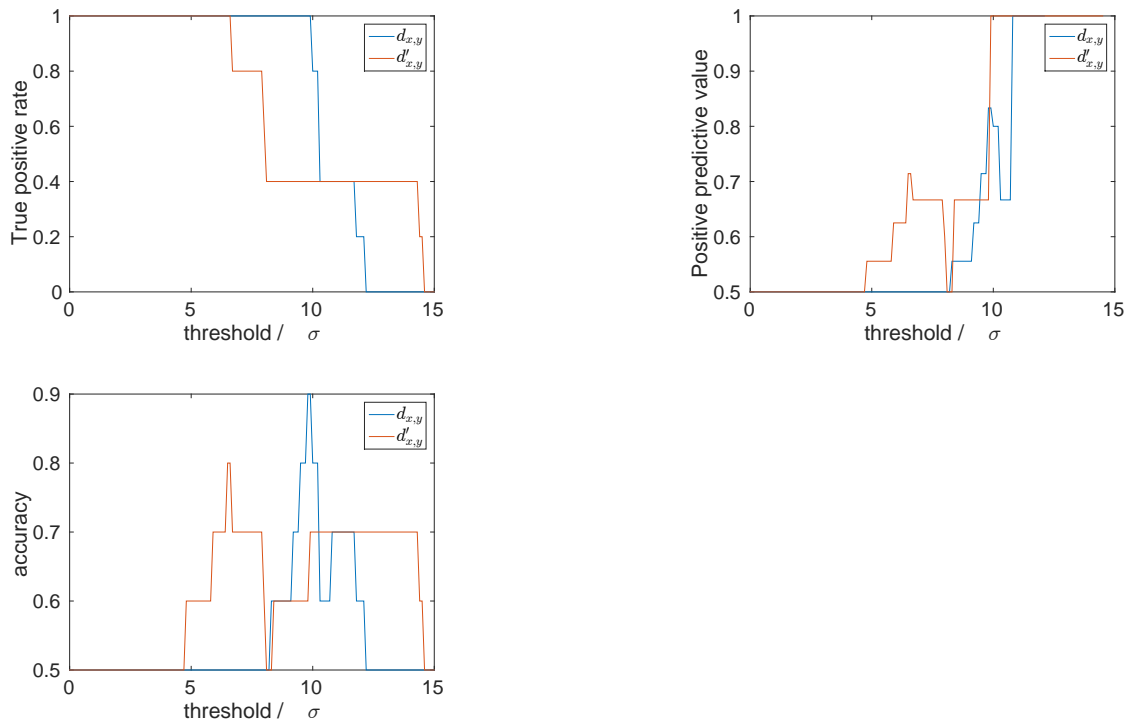 True positive rate
1
0.8
0.6
0.4
0.2
0
0 5 10 15
threshold / σ
d_{x,y}
d'_{x,y}
Positive predictive value
1
0.9
0.8
0.7
0.6
0.5
0 5 10 15
threshold / σ
d_{x,y}
d'_{x,y}
accuracy
0.9
0.8
0.7
0.6
0.5
0 5 10 15
threshold / σ
d_{x,y}
d'_{x,y}